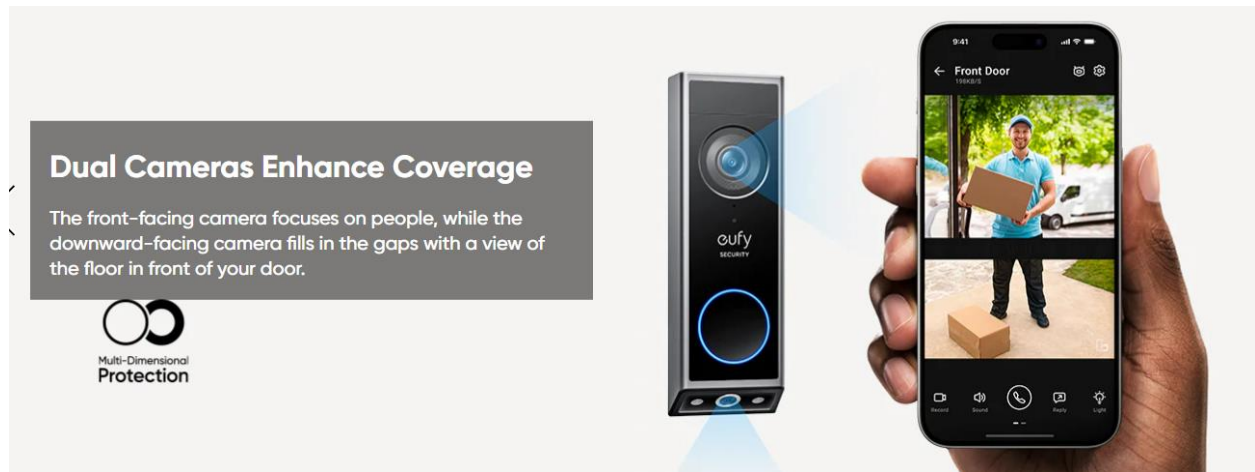 Dual Cameras Enhance Coverage
The front-facing camera focuses on people, while the
downward-facing camera fills in the gaps with a view of
the floor in front of your door.
Multi-Dimensional
Protection
eufy
SECURITY
9:41
Front Door
198KB/S
Record
Sound
Reply
Light